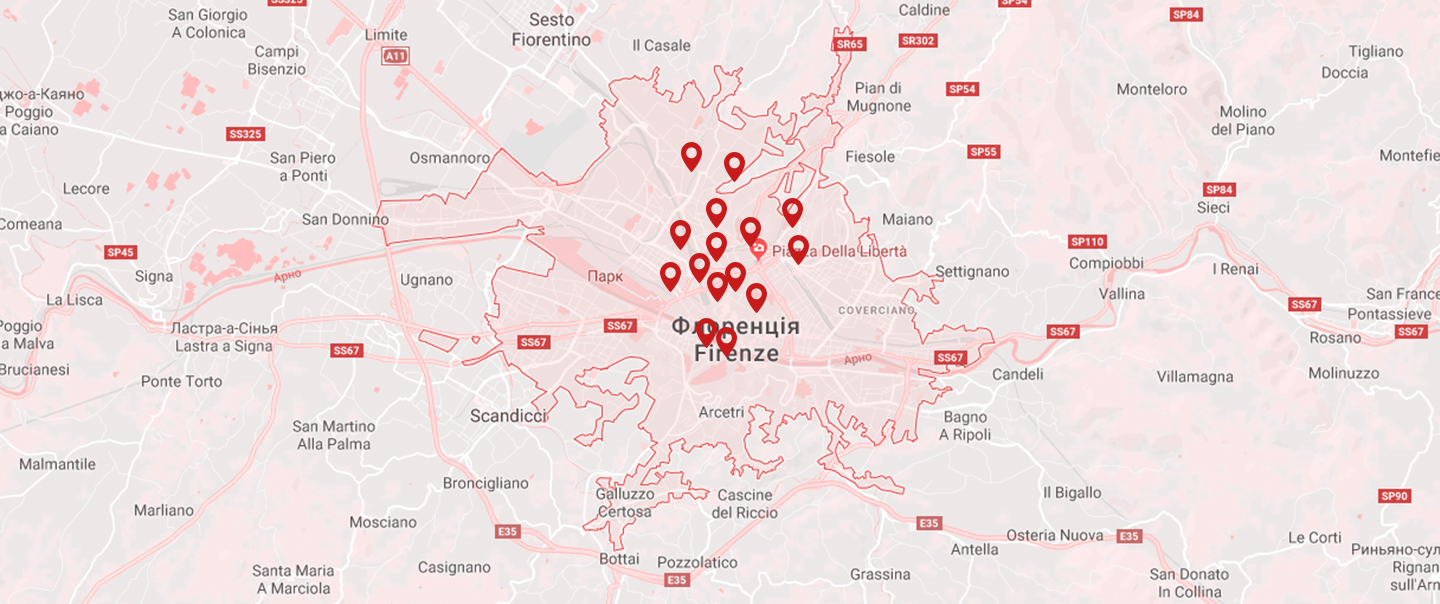 SS325
SP54
San Giorgio
A Colonica
Caldine
SP84
Sesto
Fiorentino
Limite
Il Casale
SR65
SR302
Campi
Bisenzio
A11
Tigliano
Doccia
Pian di
Mugnone
SP54
Monteloro
Poggio
a Caiano
Molino
del Piano
SS325
Osmannoro
San Piero
a Ponti
Fiesole
SP55
Montefie
Lecore
SP84
Sieci
Comeana
San Donnino
Maiano
SP45
Piazza Della Libertà
SP110
Compiobbi
Signa
Арно
Ugnano
Парк
Settignano
I Renai
La Lisca
Vallina
San France
Pontassieve
SS67
COVERCIANO
Poggio
a Malva
Ластра-а-Сінья
Lastra a Signa
SS67
Флоренція
Firenze
SS67
SS67
Rosano
SS67
SS67
Арно
SS67
Brucianesi
Ponte Torto
Candeli
Villamagna
Molinuzzo
Scandicci
Arcetri
Bagno
A Ripoli
San Martino
Alla Palma
Malmantile
Broncigliano
Galluzzo
Certosa
Cascine
del Riccio
Il Bigallo
SP90
Marliano
Mosciano
E35
E35
Osteria Nuova
E35
Le Corti
Antella
Bottai
Pozzolatico
Casignano
Santa Maria
A Marciola
E35
Grassina
San Donato
In Collina
Риньяно-сул
Rignan
sull'Arn